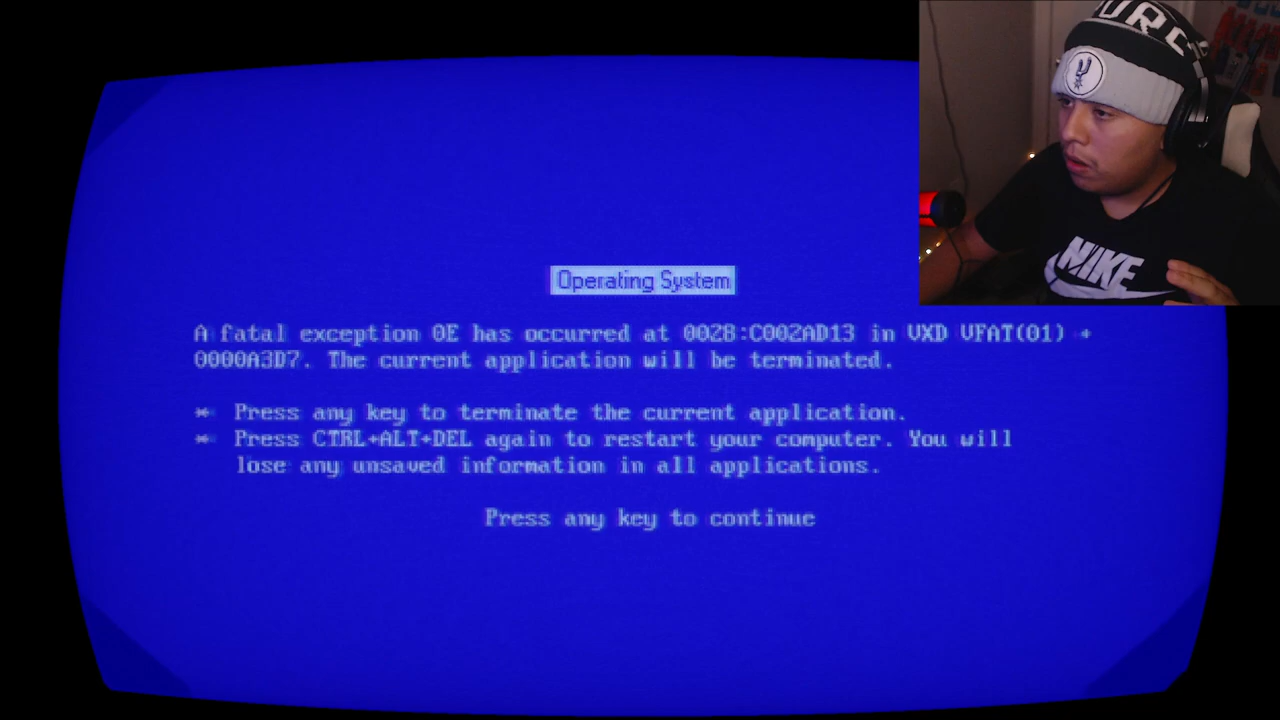 Operating System
A fatal exception 0E has occurred at 0028:C002AD13 in VXD VFAT(01) +
0000A3D7. The current application will be terminated.
* Press any key to terminate the current application.
* Press CTRL+ALT+DEL again to restart your computer. You will
lose any unsaved information in all applications.
Press any key to continue
NIKE